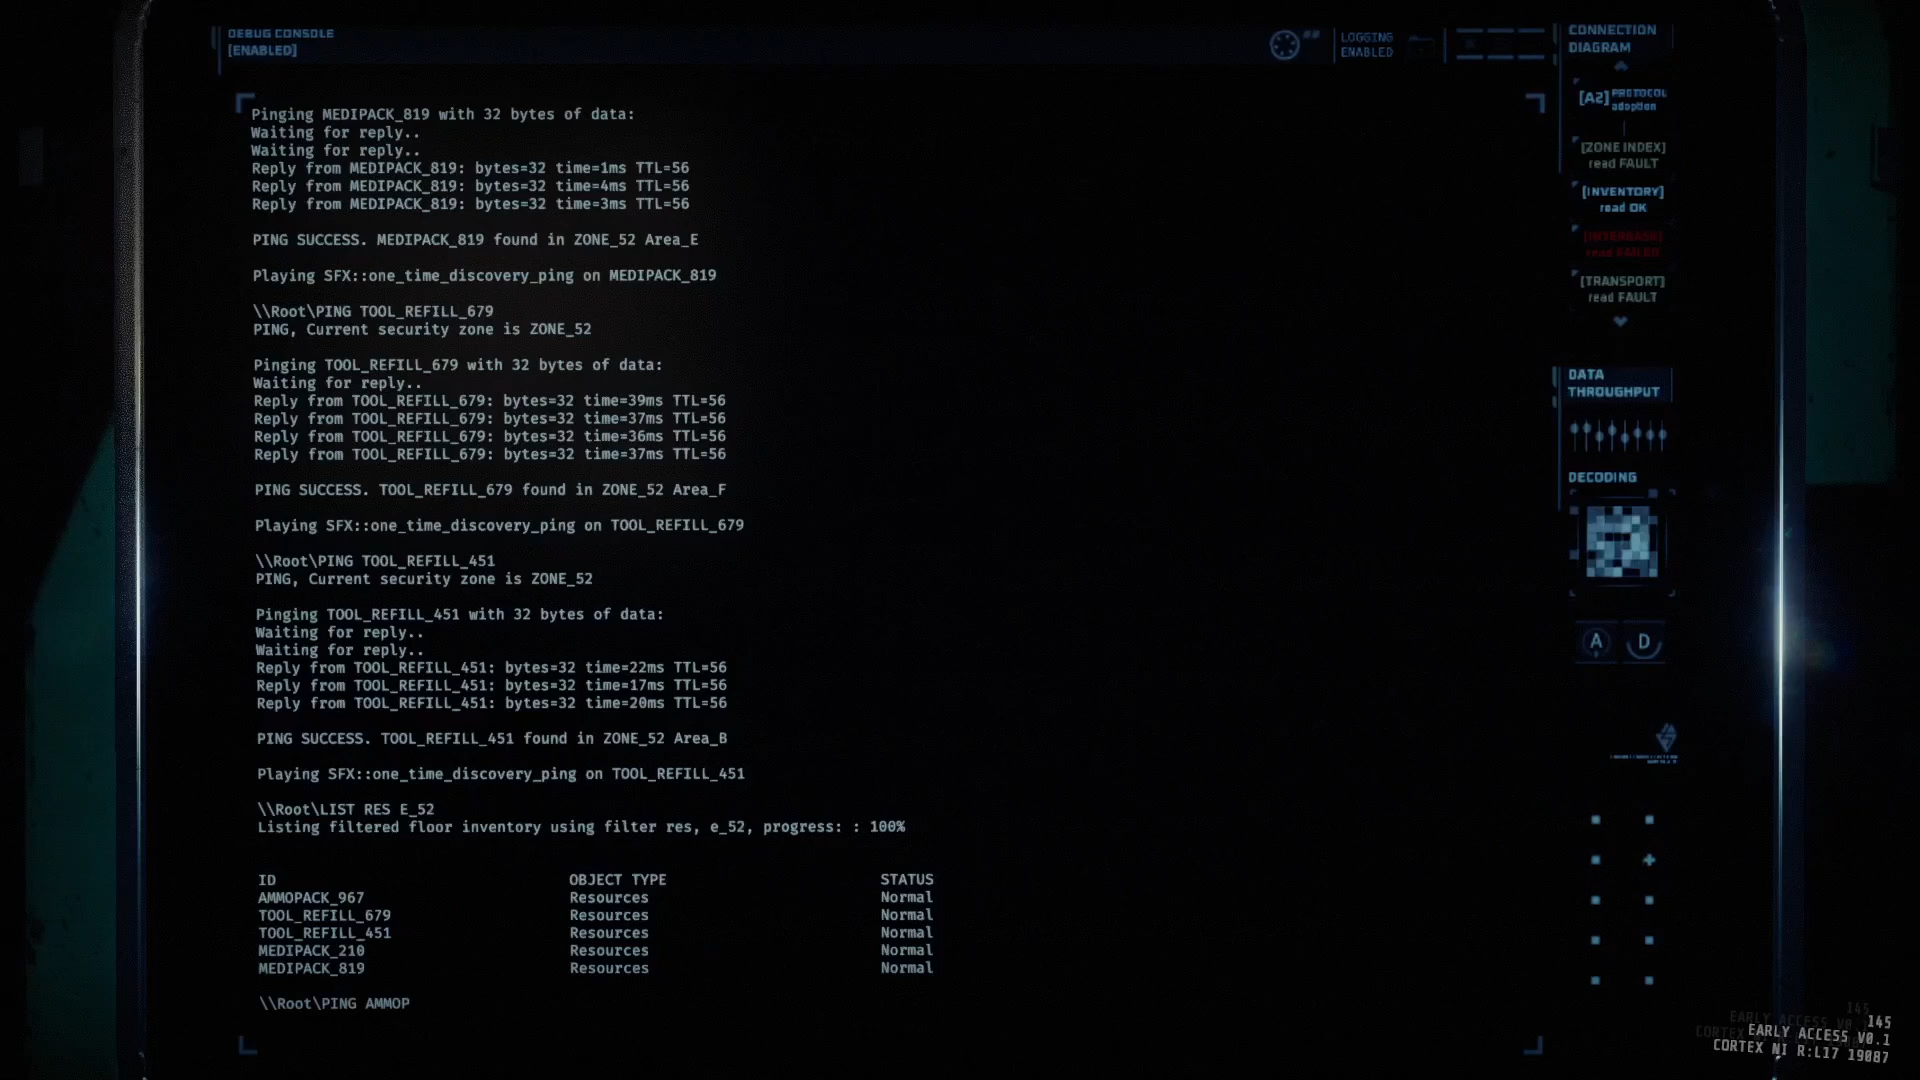 DEBUG CONSOLE
[ENABLED]
LOGGING
ENABLED
Pinging MEDIPACK_819 with 32 bytes of data:
Waiting for reply..
Waiting for reply..
Reply from MEDIPACK_819: bytes=32 time=1ms TTL=56
Reply from MEDIPACK_819: bytes=32 time=4ms TTL=56
Reply from MEDIPACK_819: bytes=32 time=3ms TTL=56
PING SUCCESS. MEDIPACK_819 found in ZONE_52 Area_E
Playing SFX::one_time_discovery_ping on MEDIPACK_819
\\Root\PING TOOL_REFILL_679
PING, Current security zone is ZONE_52
Pinging TOOL_REFILL_679 with 32 bytes of data:
Waiting for reply..
Reply from TOOL_REFILL_679: bytes=32 time=39ms TTL=56
Reply from TOOL_REFILL_679: bytes=32 time=37ms TTL=56
Reply from TOOL_REFILL_679: bytes=32 time=36ms TTL=56
Reply from TOOL_REFILL_679: bytes=32 time=37ms TTL=56
PING SUCCESS. TOOL_REFILL_679 found in ZONE_52 Area_F
Playing SFX::one_time_discovery_ping on TOOL_REFILL_679
\\Root\PING TOOL_REFILL_451
PING, Current security zone is ZONE_52
Pinging TOOL_REFILL_451 with 32 bytes of data:
Waiting for reply..
Waiting for reply..
Reply from TOOL_REFILL_451: bytes=32 time=22ms TTL=56
Reply from TOOL_REFILL_451: bytes=32 time=17ms TTL=56
Reply from TOOL_REFILL_451: bytes=32 time=20ms TTL=56
PING SUCCESS. TOOL_REFILL_451 found in ZONE_52 Area_B
Playing SFX::one_time_discovery_ping on TOOL_REFILL_451
\\Root\LIST RES E_52
Listing filtered floor inventory using filter res, e_52, progress: : 100%
ID OBJECT TYPE STATUS
AMMOPACK_967 Resources Normal
TOOL_REFILL_679 Resources Normal
TOOL_REFILL_451 Resources Normal
MEDIPACK_210 Resources Normal
MEDIPACK_819 Resources Normal
\\Root\PING AMMOP
CONNECTION
DIAGRAM
[A2] PROTOCOL
adoption
[ZONE INDEX]
read FAULT
[INVENTORY]
read OK
read FAILED
[TRANSPORT]
read FAULT
DATA
THROUGHPUT
DECODING
A D
145
EARLY ACCESS V0.1
CORTEX NI R:L17 19087